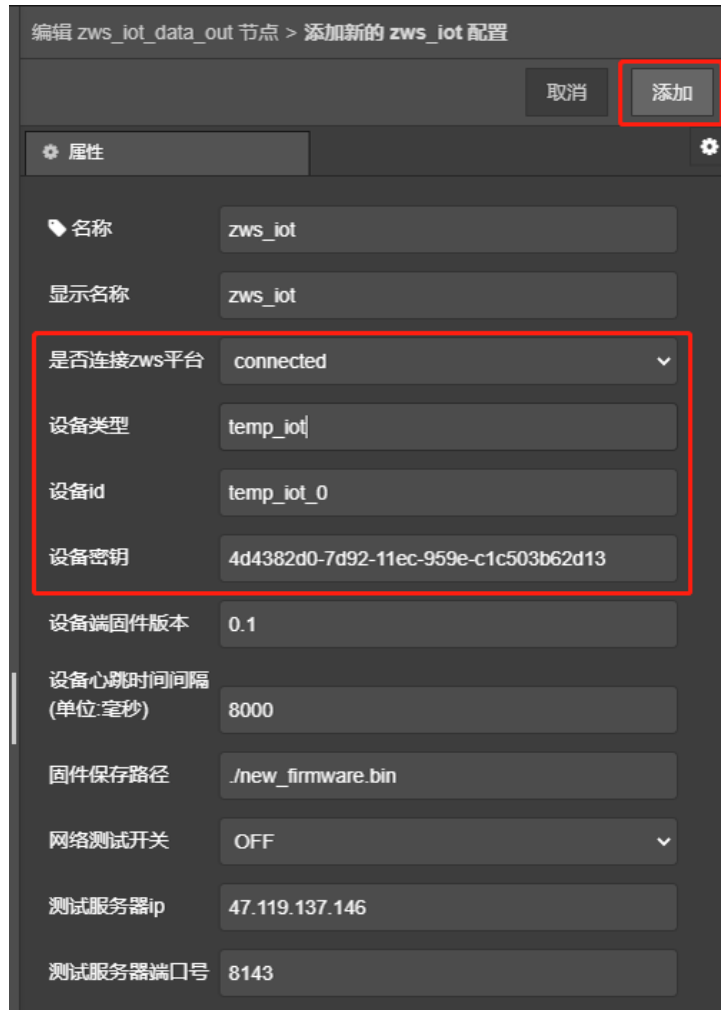 编辑 zws_iot_data_out 节点 > 添加新的 zws_iot 配置
取消 添加
属性
名称 zws_iot
显示名称 zws_iot
是否连接zws平台 connected
设备类型 temp_iot
设备id temp_iot_0
设备密钥 4d4382d0-7d92-11ec-959e-c1c503b62d13
设备端固件版本 0.1
设备心跳时间间隔
(单位:毫秒) 8000
固件保存路径 ./new_firmware.bin
网络测试开关 OFF
测试服务器ip 47.119.137.146
测试服务器端口号 8143